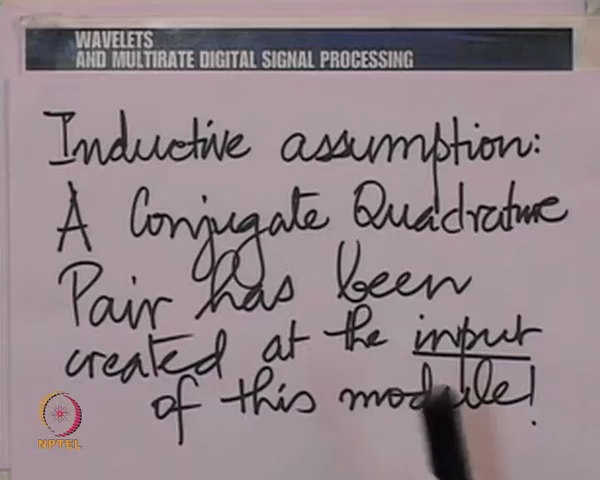 WAVELETS
AND MULTIRATE DIGITAL SIGNAL PROCESSING
Inductive assumption:
A Conjugate Quadrature
Pair has been
created at the input
of this module!
NPTEL